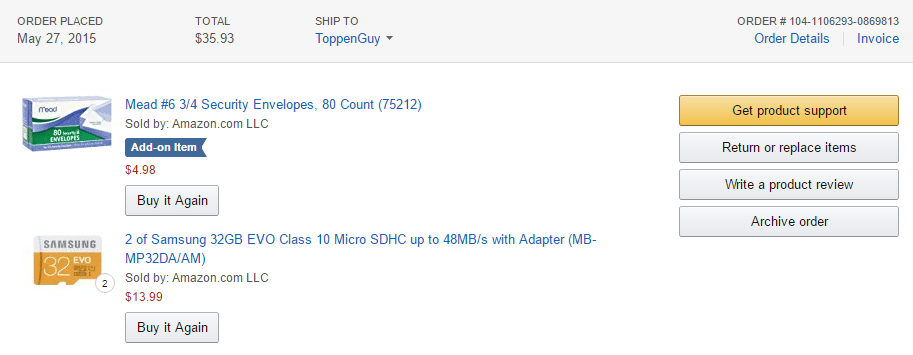 ORDER PLACED TOTAL SHIP TO ORDER # 104-1106293-0869813
May 27, 2015 $35.93 ToppenGuy Order Details Invoice
Mead #6 3/4 Security Envelopes, 80 Count (75212)
Sold by: Amazon.com LLC
Add-on Item
$4.98
Buy it Again
Mead
80 Security
ENVELOPES
2 of Samsung 32GB EVO Class 10 Micro SDHC up to 48MB/s with Adapter (MB-
MP32DA/AM)
Sold by: Amazon.com LLC
$13.99
Buy it Again
SAMSUNG
32 EVO
2
Get product support
Return or replace items
Write a product review
Archive order